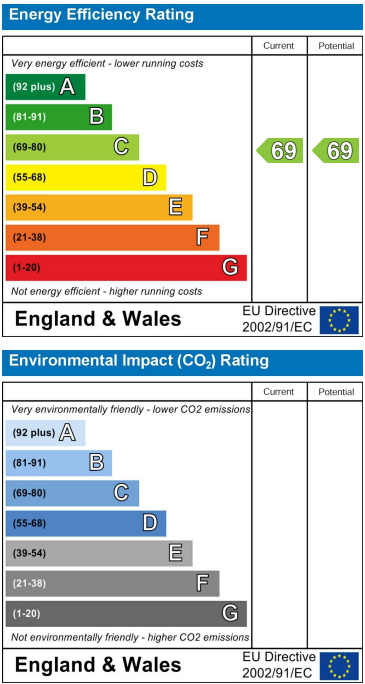 Energy Efficiency Rating
Current Potential
Very energy efficient - lower running costs
(92 plus) A
(81-91) B
(69-80) C 69 69
(55-68) D
(39-54) E
(21-38) F
(1-20) G
Not energy efficient - higher running costs
England & Wales EU Directive
2002/91/EC
Environmental Impact (CO₂) Rating
Current Potential
Very environmentally friendly - lower CO2 emissions
(92 plus) A
(81-91) B
(69-80) C
(55-68) D
(39-54) E
(21-38) F
(1-20) G
Not environmentally friendly - higher CO2 emissions
England & Wales EU Directive
2002/91/EC